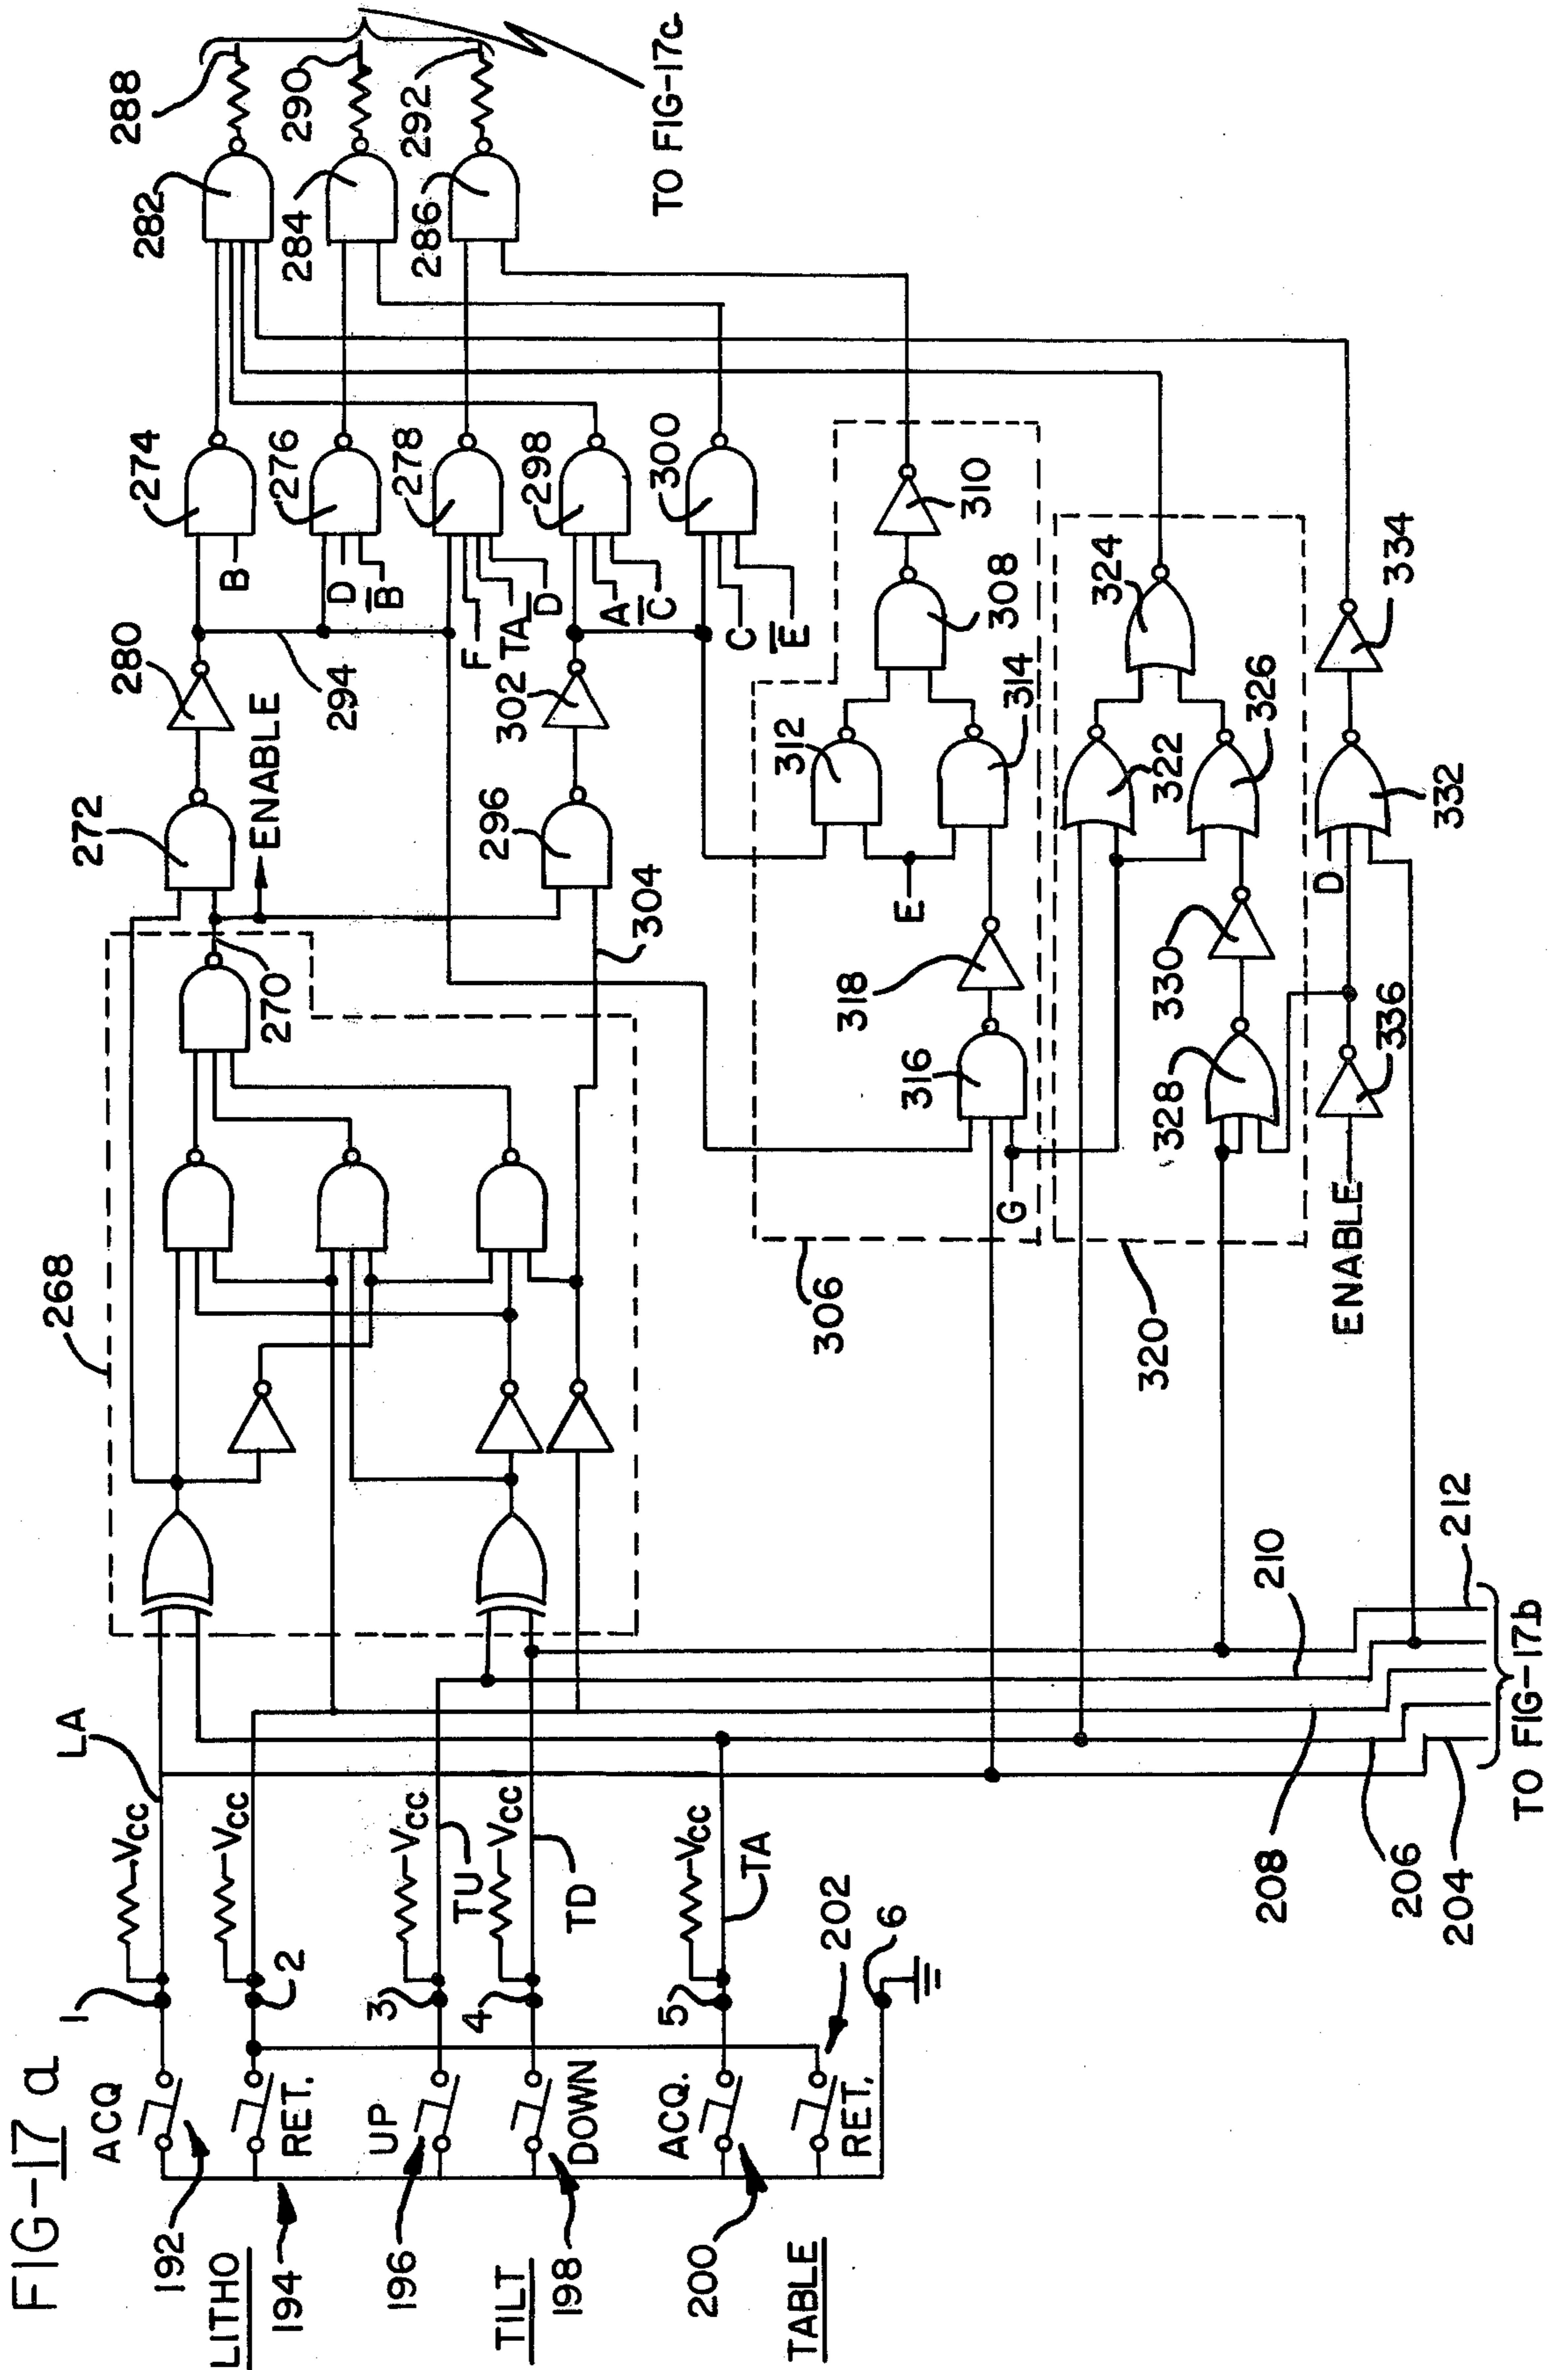 FIG-17 a
ACQ
192
LITHO
194
RET.
UP
196
TILT
198
DOWN
ACQ.
200
TABLE
RET.
202
1
2
3
4
5
6
Vcc
Vcc
Vcc
Vcc
Vcc
LA
TU
TD
TA
204
206
208
210
212
TO FIG-17b
268
270
272
ENABLE
280
294
296
304
302
274
B
276
D
B̅
278
F
TA
D̅
298
A
C̅
300
C
E̅
282
284
286
288
290
292
TO FIG-17c
306
308
310
312
314
316
318
E
G
320
322
324
326
328
330
332
D
334
336
ENABLE